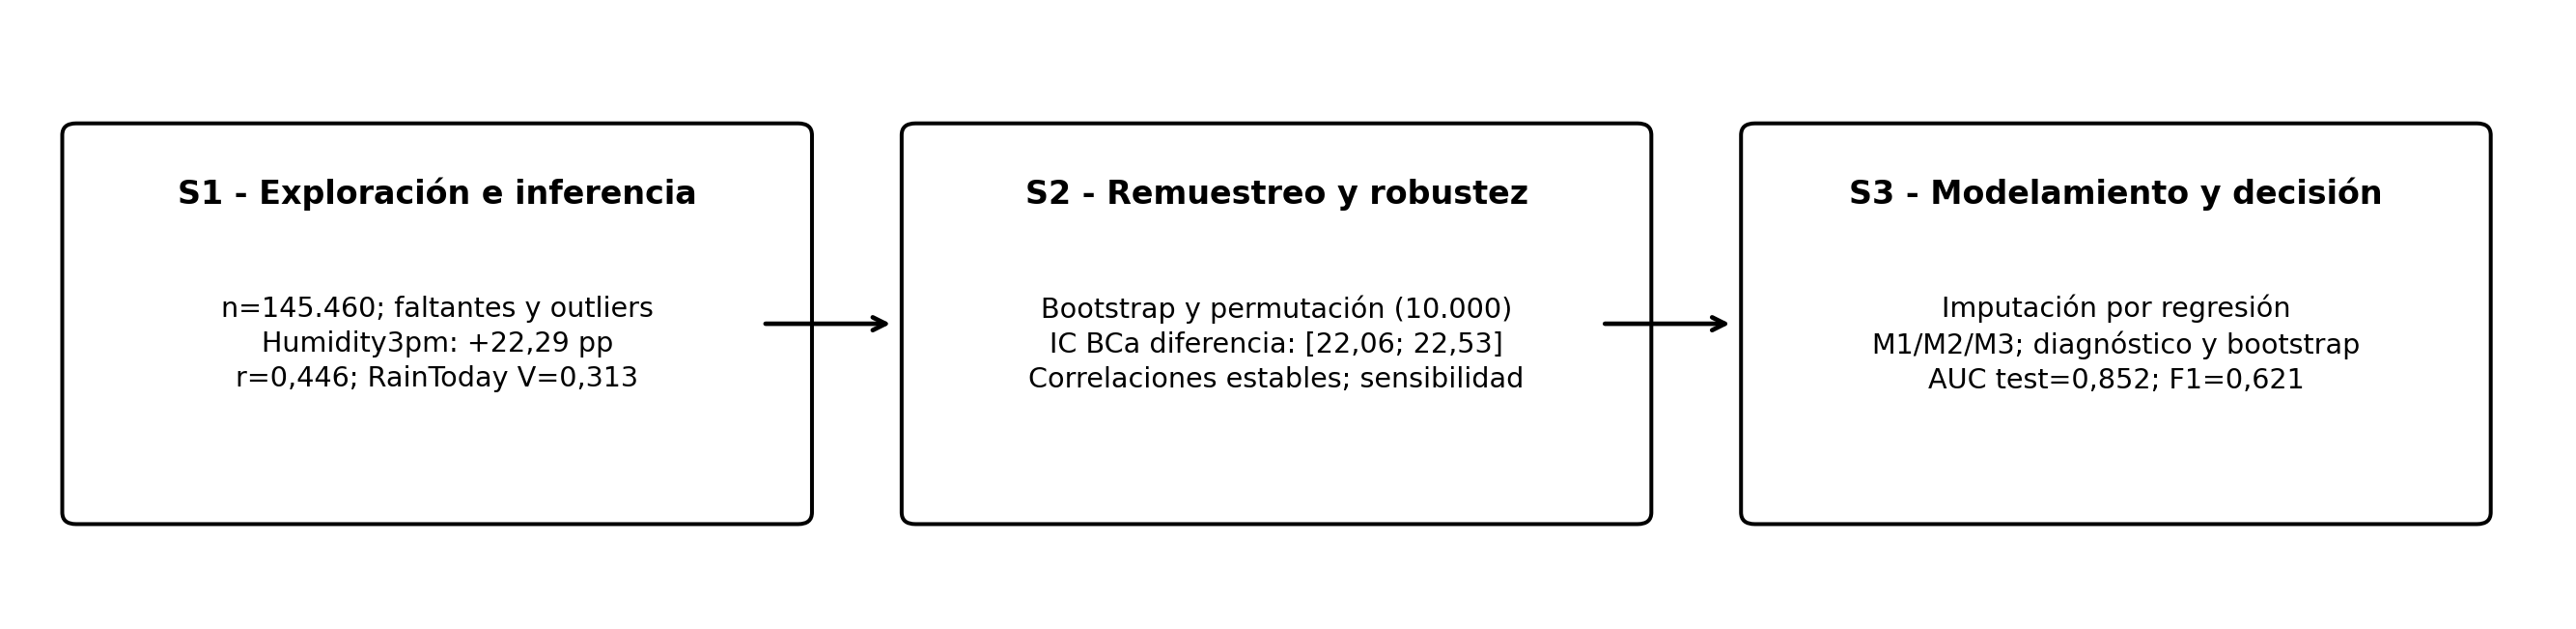 S1 - Exploración e inferencia
n=145.460; faltantes y outliers
Humidity3pm: +22,29 pp
r=0,446; RainToday V=0,313
S2 - Remuestreo y robustez
Bootstrap y permutación (10.000)
IC BCa diferencia: [22,06; 22,53]
Correlaciones estables; sensibilidad
S3 - Modelamiento y decisión
Imputación por regresión
M1/M2/M3; diagnóstico y bootstrap
AUC test=0,852; F1=0,621